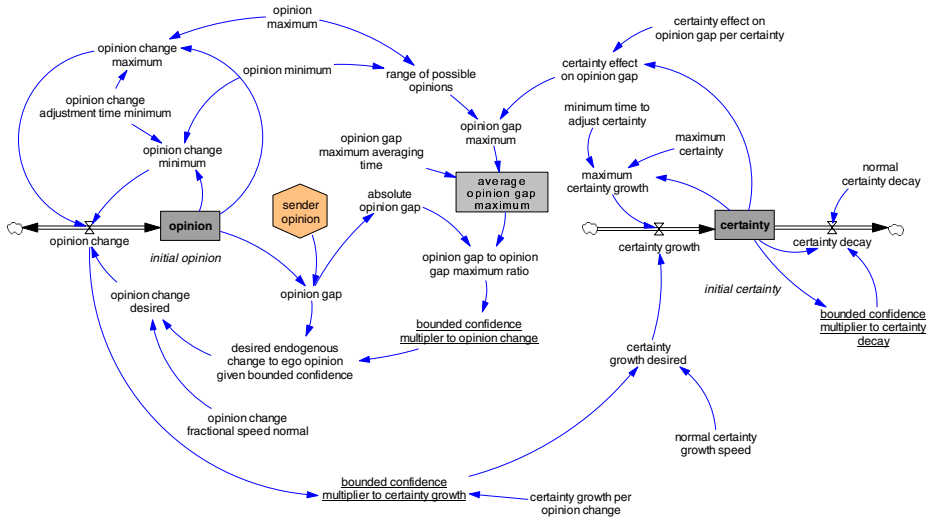 opinion
maximum
opinion change
maximum
opinion minimum
range of possible
opinions
certainty effect on
opinion gap per certainty
certainty effect
on opinion gap
opinion change
adjustment time minimum
opinion change
minimum
opinion gap
maximum averaging
time
opinion gap
maximum
minimum time to
adjust certainty
maximum
certainty
maximum
certainty growth
normal
certainty decay
average
opinion gap
maximum
absolute
opinion gap
sender
opinion
opinion
opinion change
initial opinion
certainty
certainty growth
certainty decay
initial certainty
opinion gap to opinion
gap maximum ratio
opinion change
desired
opinion gap
bounded confidence
multiplier to opinion change
bounded confidence
multiplier to certainty
decay
desired endogenous
change to ego opinion
given bounded confidence
certainty
growth desired
opinion change
fractional speed normal
normal certainty
growth speed
bounded confidence
multiplier to certainty growth
certainty growth per
opinion change